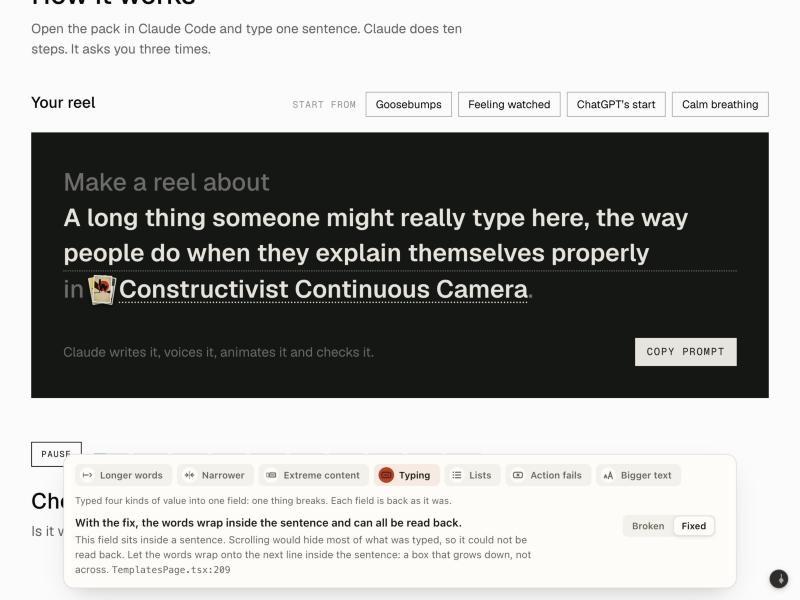 How it works
Open the pack in Claude Code and type one sentence. Claude does ten
steps. It asks you three times.
Your reel
START FROM
Goosebumps
Feeling watched
ChatGPT's start
Calm breathing
Make a reel about
A long thing someone might really type here, the way
people do when they explain themselves properly
in Constructivist Continuous Camera.
Claude writes it, voices it, animates it and checks it.
COPY PROMPT
PAUSE
Longer words
Narrower
Extreme content
Typing
Lists
Action fails
Bigger text
Typed four kinds of value into one field: one thing breaks. Each field is back as it was.
With the fix, the words wrap inside the sentence and can all be read back.
Broken
Fixed
This field sits inside a sentence. Scrolling would hide most of what was typed, so it could not be
read back. Let the words wrap onto the next line inside the sentence: a box that grows down, not
across. TemplatesPage.tsx:209
Is it